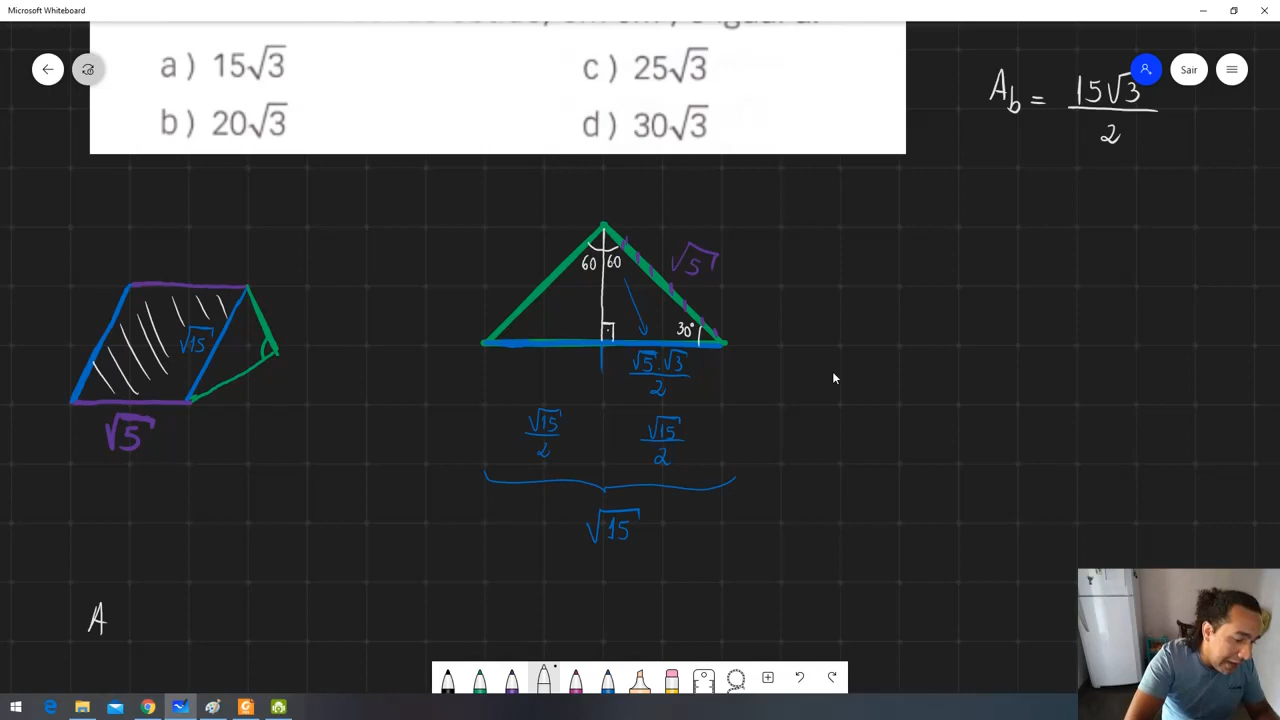 Microsoft Whiteboard
a) 15√3
c) 25√3
b) 20√3
d) 30√3
Sair
A_b = 15√3 / 2
60 60
√5
30°
√15
√5 · √3 / 2
√5
√15 / 2
√15 / 2
√15
A